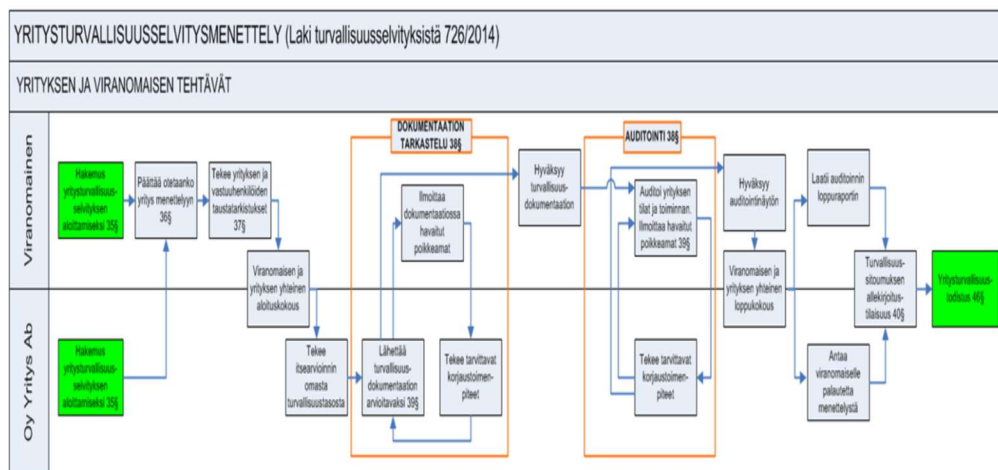 YRITYSTURVALLISUUSSELVITYSMENETTELY (Laki turvallisuusselvityksistä 726/2014)
YRITYKSEN JA VIRANOMAISEN TEHTÄVÄT
Viranomainen
Hakemus
yritysturvallisuus-
selvityksen
aloittamiseksi 35§
Päättää otetaanko
yritys menettelyyn
36§
Tekee yrityksen ja
vastuuhenkilöiden
taustatarkistukset
37§
Viranomaisen ja
yrityksen yhteinen
aloituskokous
DOKUMENTAATION
TARKASTELU 38§
Ilmoittaa
dokumentaatiossa
havaitut
poikkeamat
Hyväksyy
turvallisuus-
dokumentaation
AUDITOINTI 38§
Auditoi yrityksen
tilat ja toiminnan.
Ilmoittaa havaitut
poikkeamat 39§
Hyväksyy
auditointinäytön
Viranomaisen ja
yrityksen yhteinen
loppukokous
Laatii auditoinnin
loppuraportin
Turvallisuus-
sitoumuksen
allekirjoitus-
tilaisuus 40§
Yritysturvallisuus-
todistus 46§
Oy Yritys Ab
Hakemus
yritysturvallisuus-
selvityksen
aloittamiseksi 35§
Tekee
itsearvioinnin
omasta
turvallisuustasosta
Lähettää
turvallisuus-
dokumentaation
arvioitavaksi 39§
Tekee tarvittavat
korjaustoimen-
piteet
Tekee tarvittavat
korjaustoimen-
piteet
Antaa
viranomaiselle
palautetta
menettelystä